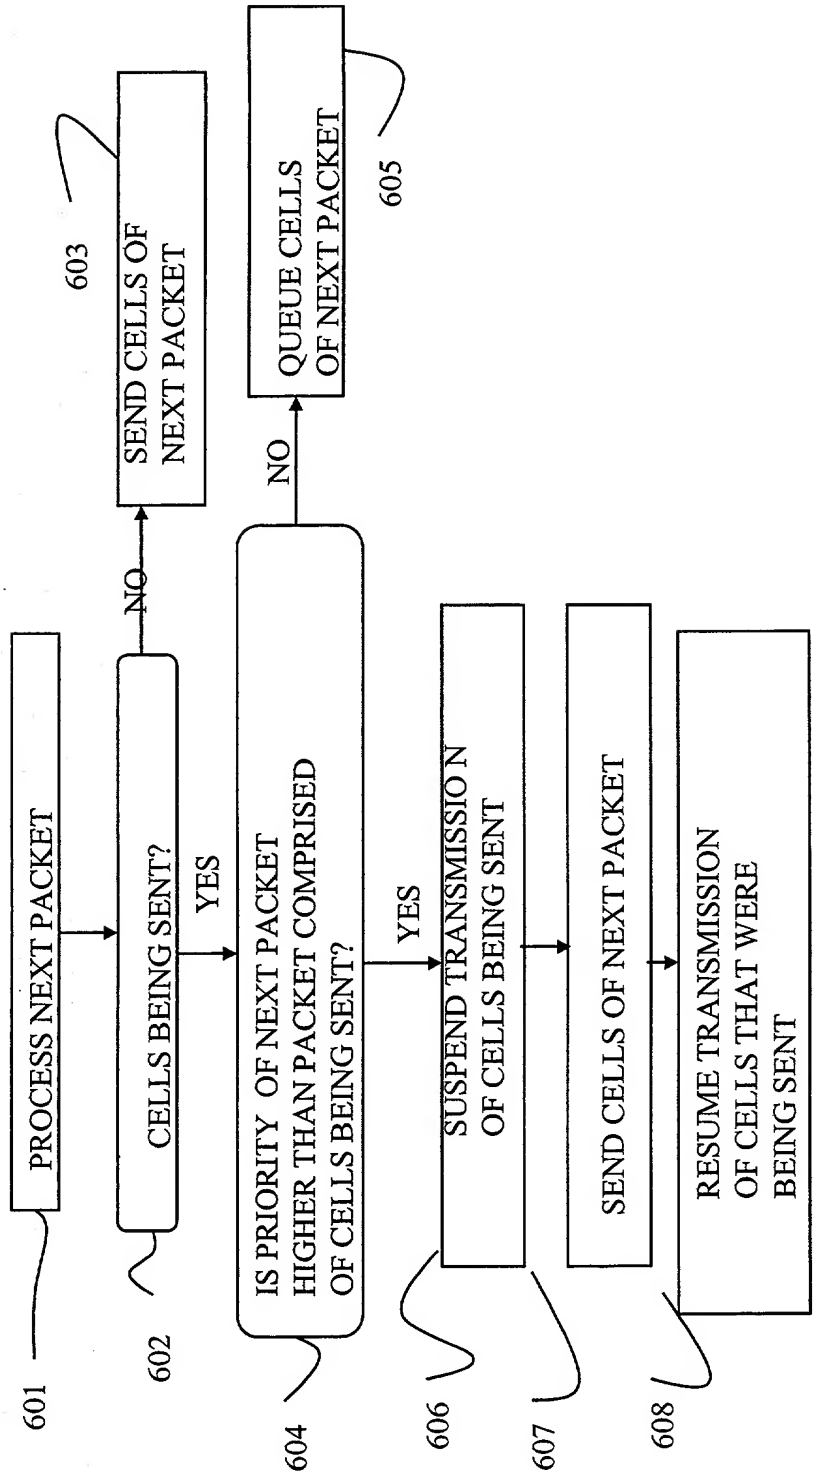 601
PROCESS NEXT PACKET
602
CELLS BEING SENT?
NO
603
SEND CELLS OF
NEXT PACKET
YES
604
IS PRIORITY OF NEXT PACKET
HIGHER THAN PACKET COMPRISED
OF CELLS BEING SENT?
NO
605
QUEUE CELLS
OF NEXT PACKET
YES
606
SUSPEND TRANSMISSION
OF CELLS BEING SENT
607
SEND CELLS OF NEXT PACKET
608
RESUME TRANSMISSION
OF CELLS THAT WERE
BEING SENT